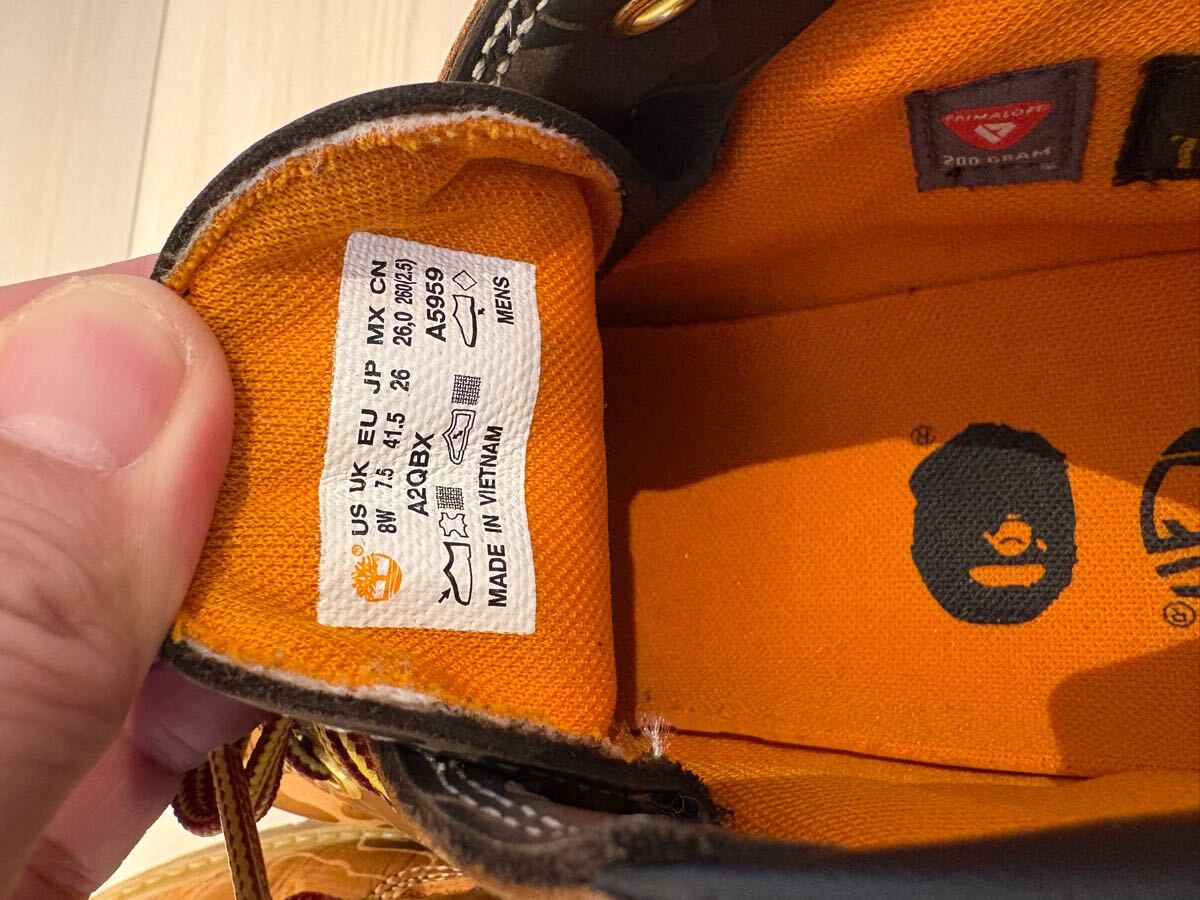 US UK EU JP MX CN
8W 7.5 41.5 26 26,0 260(2.5)
A2QBX A5959
MADE IN VIETNAM MENS
PRIMALOFT
200 GRAM
®
®
®